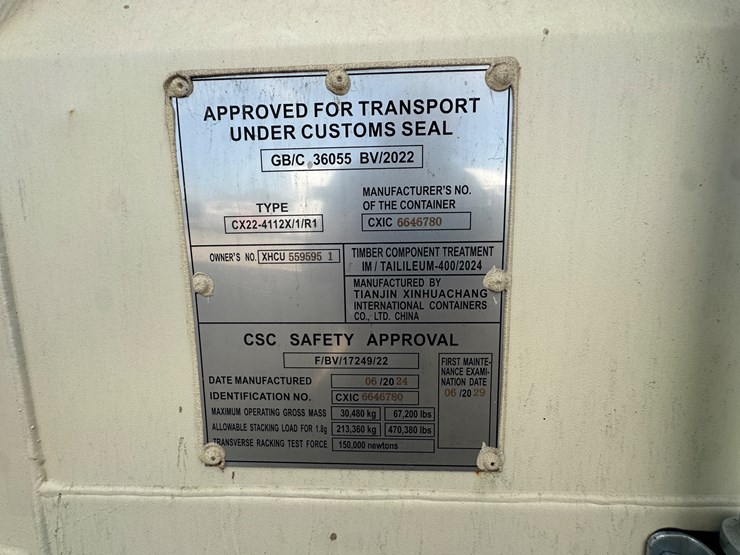 APPROVED FOR TRANSPORT
UNDER CUSTOMS SEAL
GB/C 36055 BV/2022
TYPE
CX22-4112X/1/R1
MANUFACTURER'S NO.
OF THE CONTAINER
CXIC 6646780
OWNER'S NO. XHCU 559595 1
TIMBER COMPONENT TREATMENT
IM / TAILILEUM-400/2024
MANUFACTURED BY
TIANJIN XINHUACHANG
INTERNATIONAL CONTAINERS
CO., LTD. CHINA
CSC SAFETY APPROVAL
F/BV/17249/22
DATE MANUFACTURED 06 /20 24
IDENTIFICATION NO. CXIC 6646780
MAXIMUM OPERATING GROSS MASS 30,480 kg 67,200 lbs
ALLOWABLE STACKING LOAD FOR 1.8g 213,360 kg 470,380 lbs
TRANSVERSE RACKING TEST FORCE 150,000 newtons
FIRST MAINTE-
NANCE EXAMI-
NATION DATE
06 /20 29